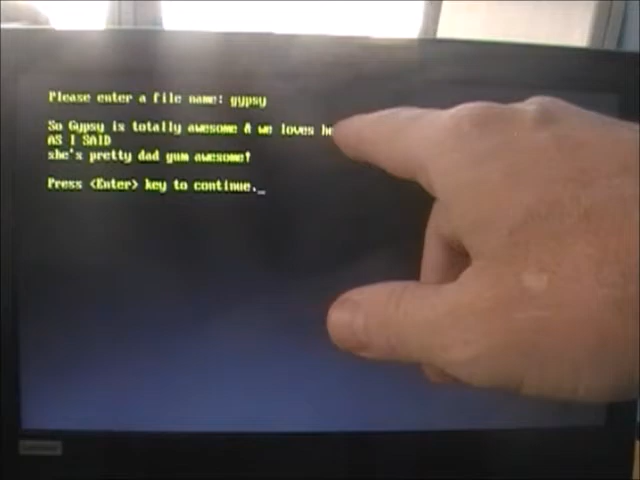 Please enter a file name: gypsy
So Gypsy is totally awesome & we loves
AS I SAID
she's pretty dad gum awesome!
Press <Enter> key to continue._